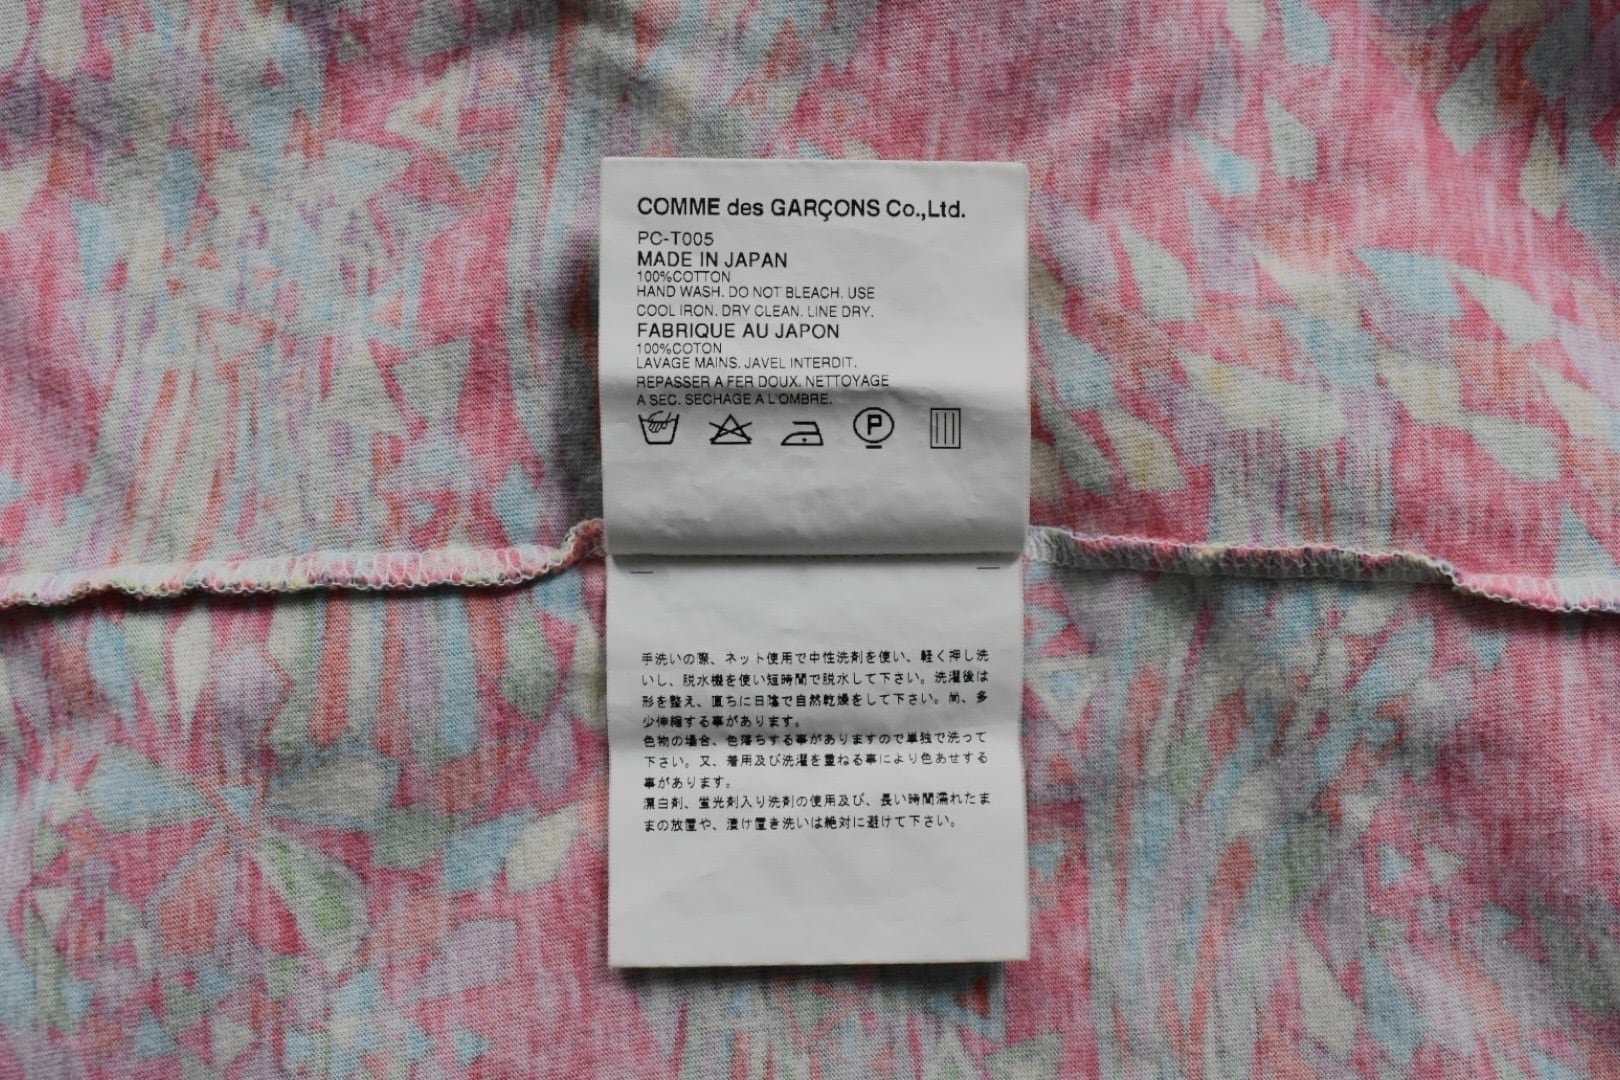 COMME des GARÇONS Co.,Ltd.
PC-T005
MADE IN JAPAN
100%COTTON
HAND WASH. DO NOT BLEACH. USE
COOL IRON. DRY CLEAN. LINE DRY.
FABRIQUE AU JAPON
100%COTON
LAVAGE MAINS. JAVEL INTERDIT.
REPASSER A FER DOUX. NETTOYAGE
A SEC. SECHAGE A L'OMBRE.
P
手洗いの際、ネット使用で中性洗剤を使い、軽く押し洗
いし、脱水機を使い短時間で脱水して下さい。洗濯後は
形を整え、直ちに日陰で自然乾燥をして下さい。尚、多
少伸縮する事があります。
色物の場合、色落ちする事がありますので単独で洗って
下さい。又、着用及び洗濯を重ねる事により色あせする
事があります。
漂白剤、蛍光剤入り洗剤の使用及び、長い時間濡れたま
まの放置や、漬け置き洗いは絶対に避けて下さい。